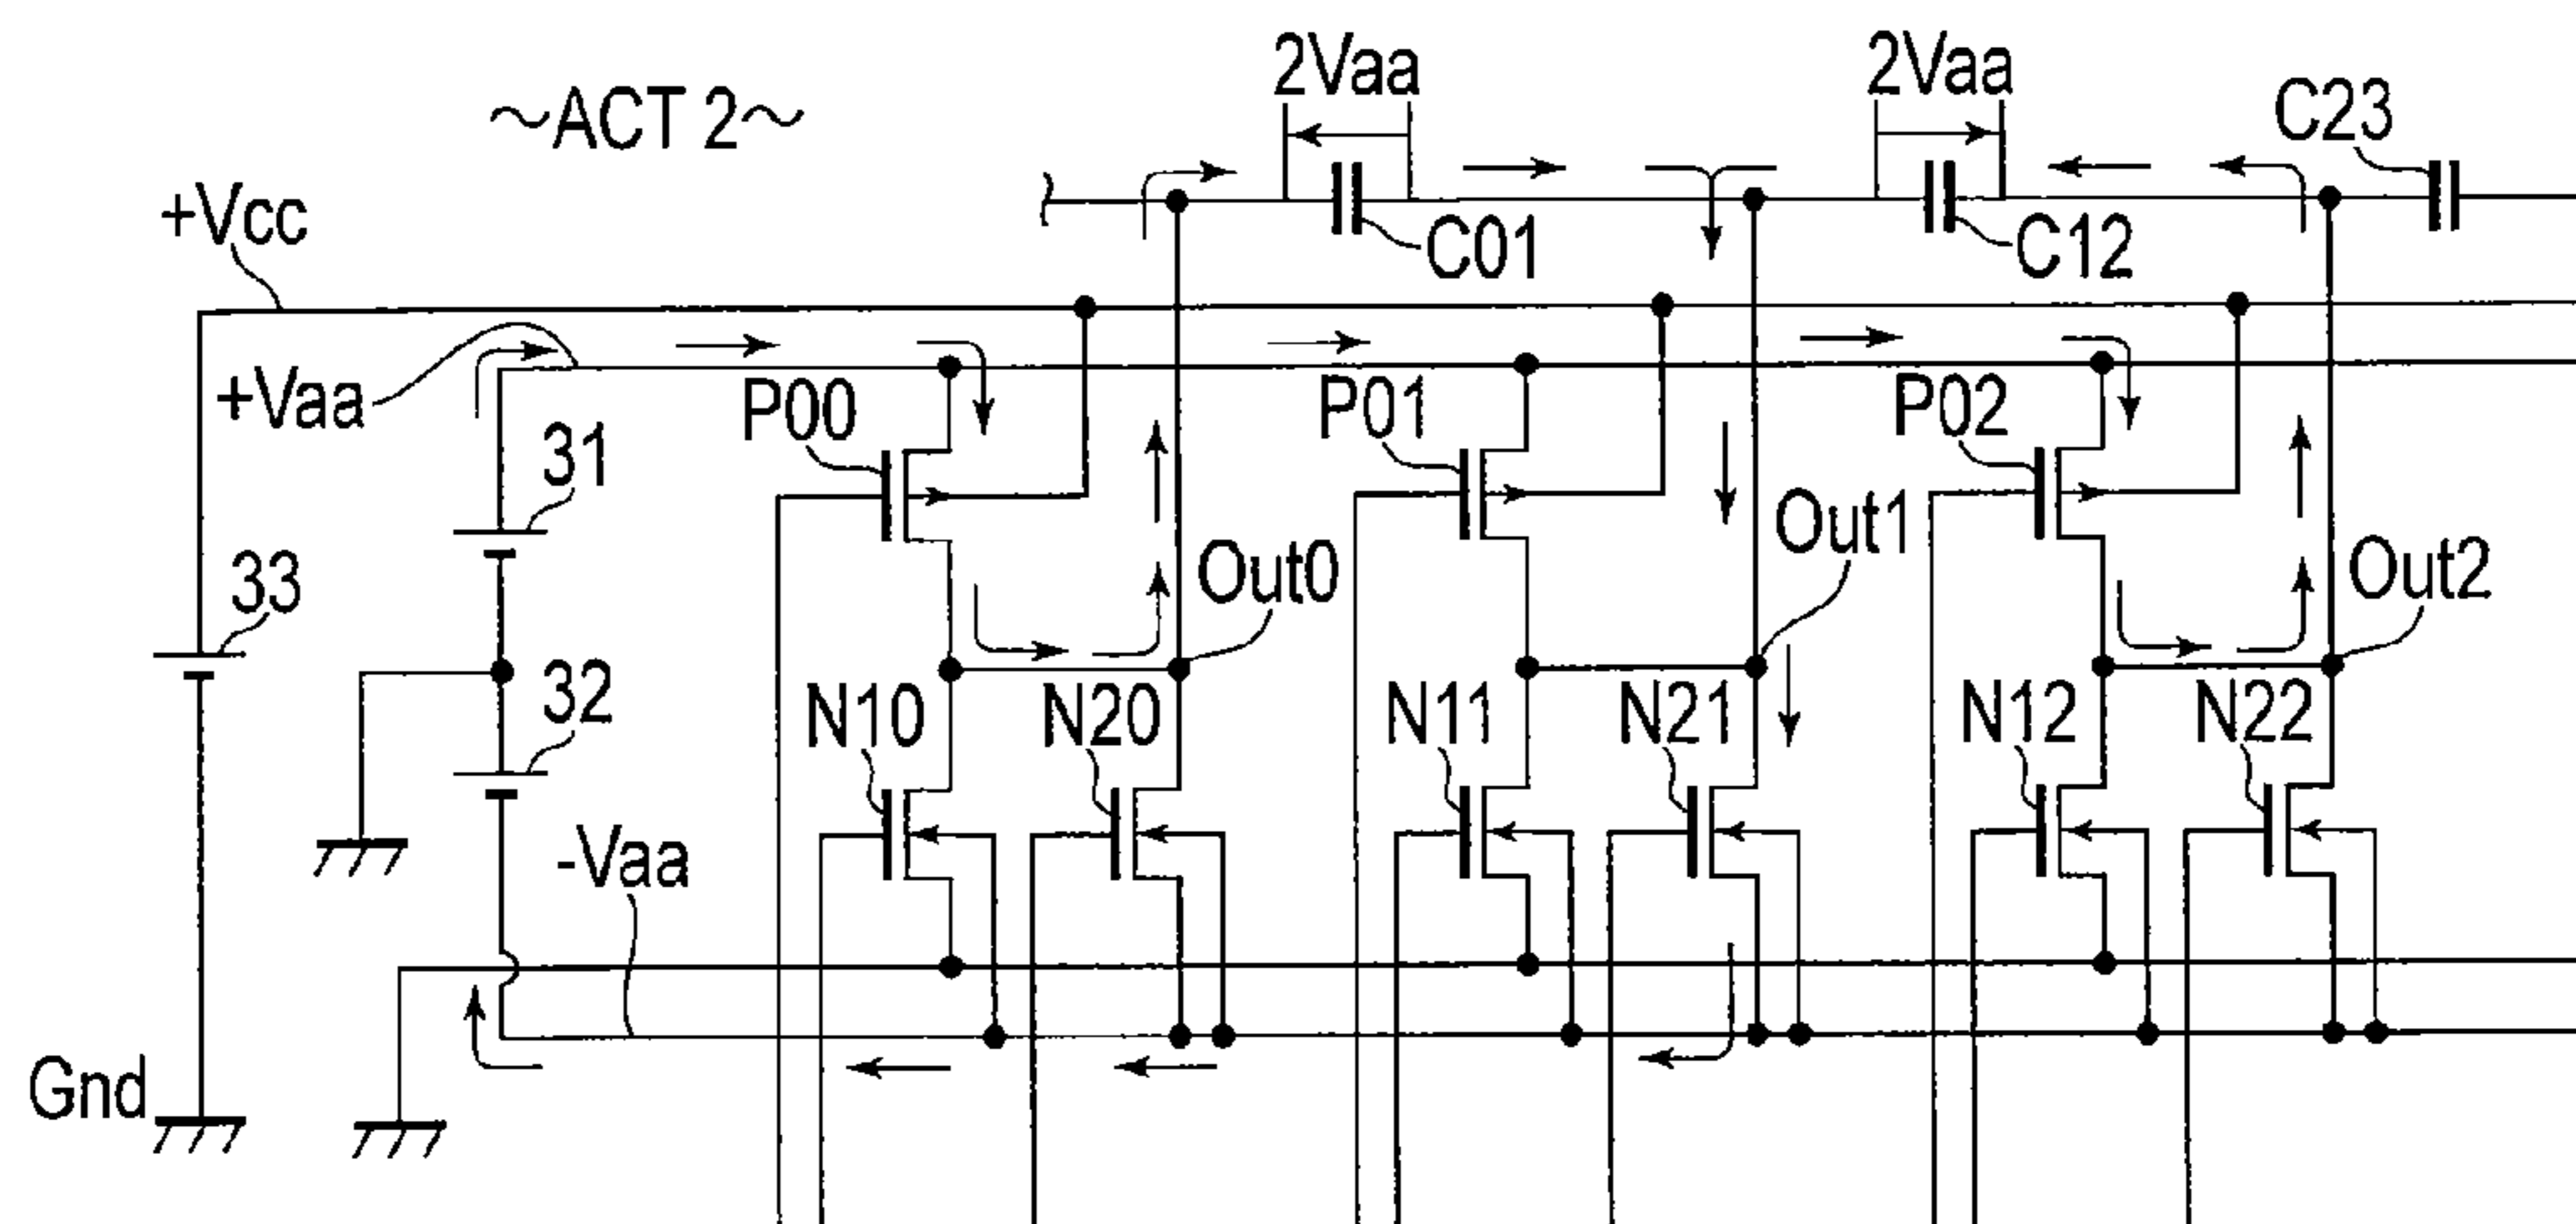 ~ACT 2~
2Vaa
2Vaa
C23
+Vcc
C01
C12
+Vaa
P00
P01
P02
31
Out1
33
Out0
Out2
32
N10
N20
N11
N21
N12
N22
-Vaa
Gnd